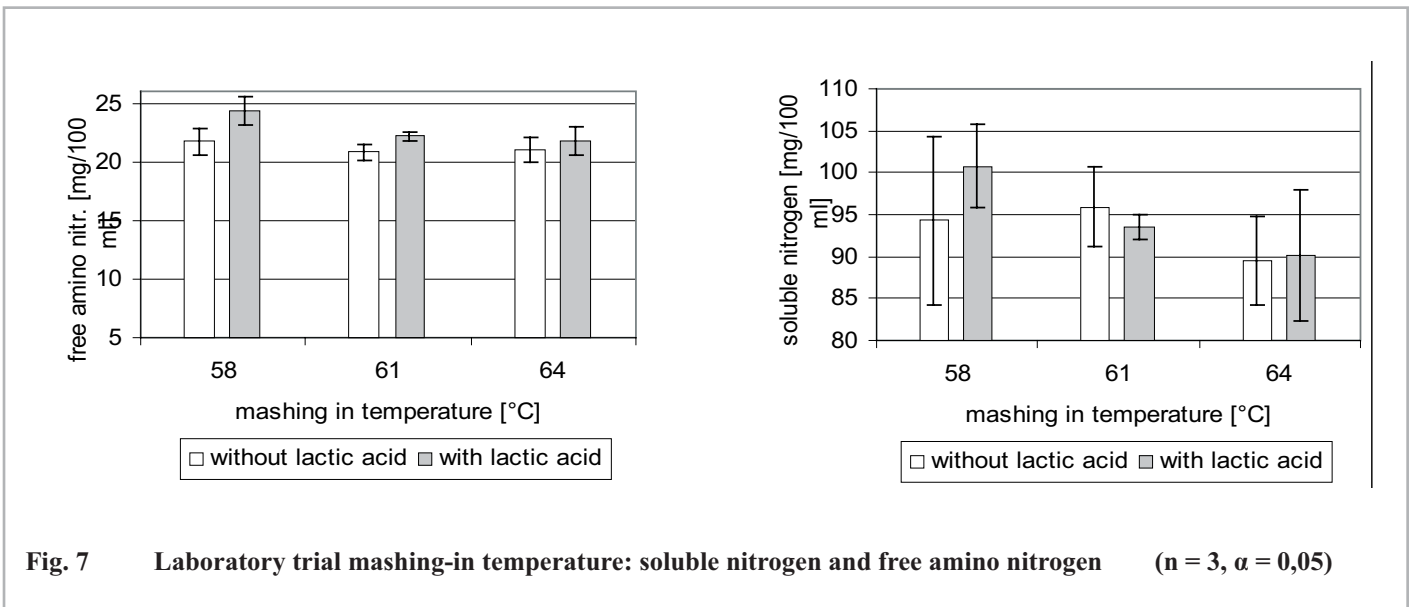 free amino nitr. [mg/100
ml]
25
20
15
10
5
58 61 64
mashing in temperature [°C]
without lactic acid with lactic acid
soluble nitrogen [mg/100
ml]
110
105
100
95
90
85
80
58 61 64
mashing in temperature [°C]
without lactic acid with lactic acid
Fig. 7 Laboratory trial mashing-in temperature: soluble nitrogen and free amino nitrogen (n = 3, α = 0,05)